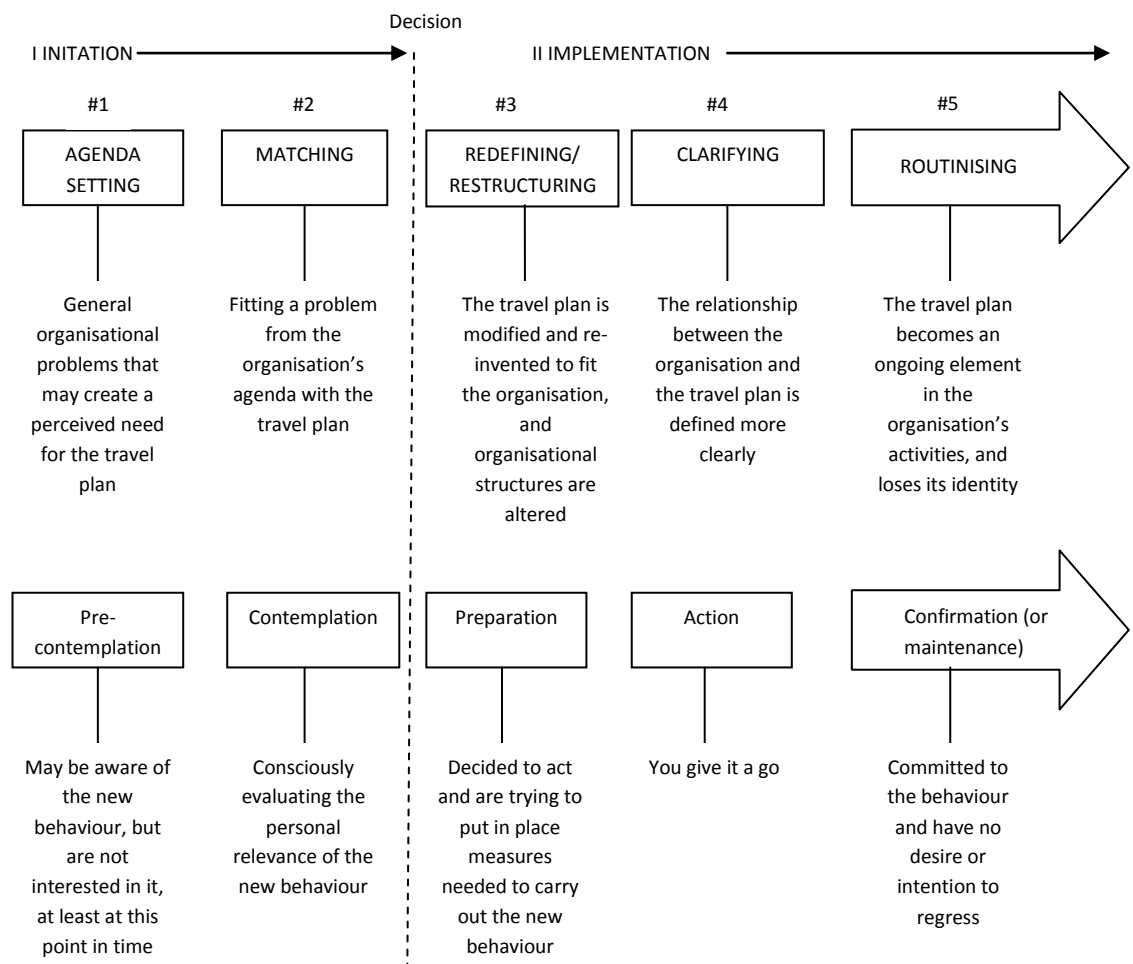 Decision
I INITATION
II IMPLEMENTATION
#1
#2
#3
#4
#5
AGENDA
SETTING
MATCHING
REDEFINING/
RESTRUCTURING
CLARIFYING
ROUTINISING
General
organisational
problems that
may create a
perceived need
for the travel
plan
Fitting a problem
from the
organisation’s
agenda with the
travel plan
The travel plan is
modified and re-
invented to fit
the organisation,
and
organisational
structures are
altered
The relationship
between the
organisation and
the travel plan is
defined more
clearly
The travel plan
becomes an
ongoing element
in the
organisation’s
activities, and
loses its identity
Pre-
contemplation
Contemplation
Preparation
Action
Confirmation (or
maintenance)
May be aware of
the new
behaviour, but
are not
interested in it,
at least at this
point in time
Consciously
evaluating the
personal
relevance of the
new behaviour
Decided to act
and are trying to
put in place
measures
needed to carry
out the new
behaviour
You give it a go
Committed to
the behaviour
and have no
desire or
intention to
regress